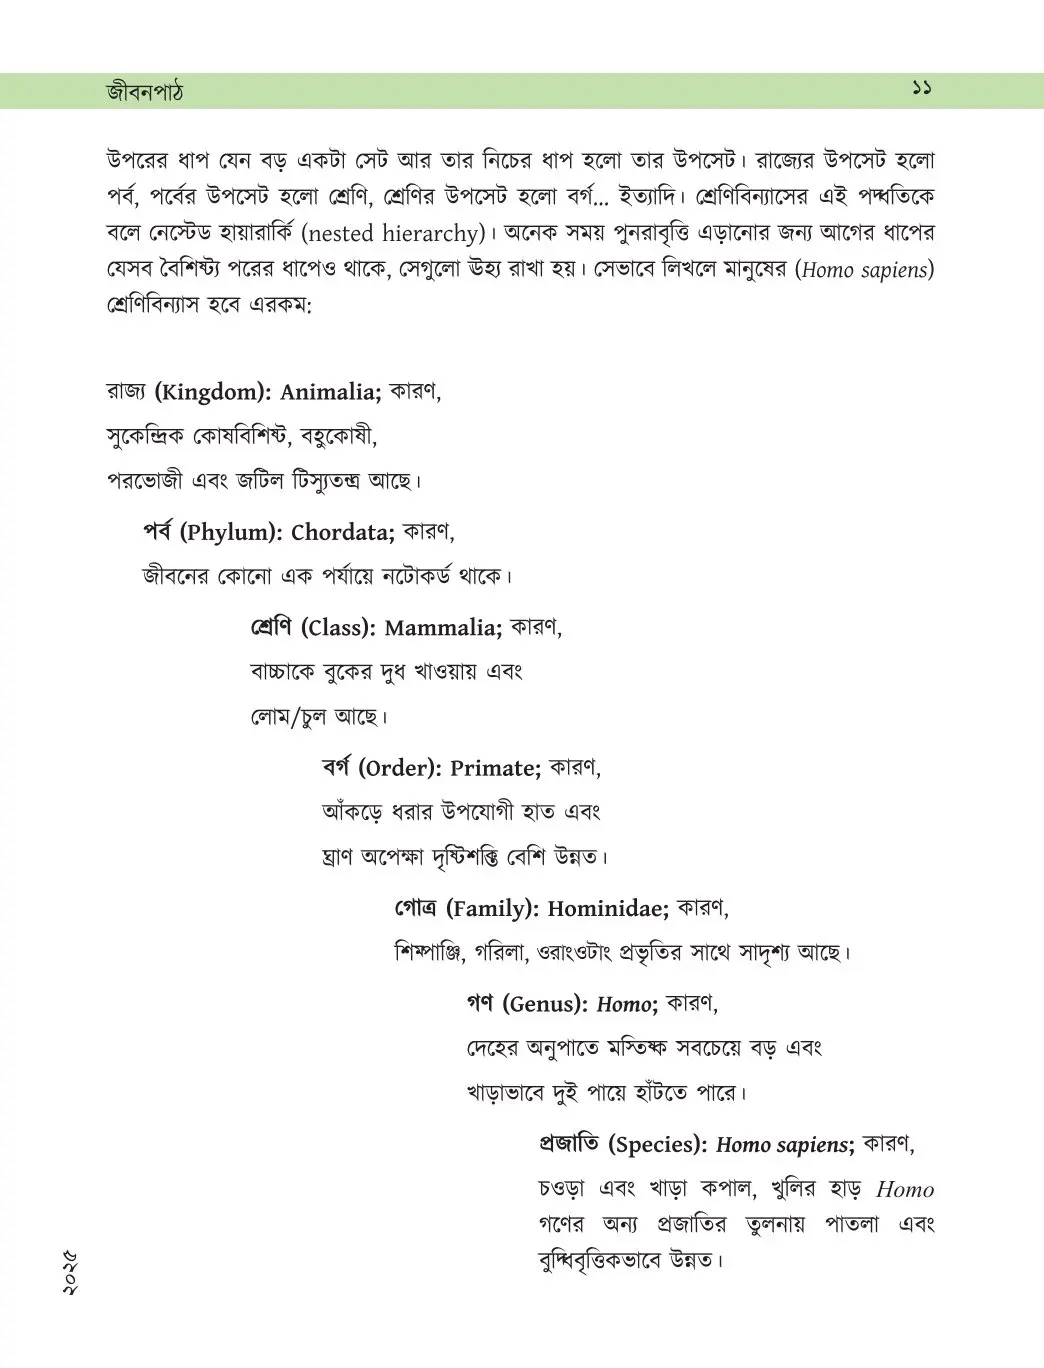 জীবনপাঠ
১১
উপরের ধাপ যেন বড় একটা সেট আর তার নিচের ধাপ হলো তার উপসেট। রাজ্যের উপসেট হলো
পর্ব, পর্বের উপসেট হলো শ্রেণি, শ্রেণির উপসেট হলো বর্গ... ইত্যাদি। শ্রেণিবিন্যাসের এই পদ্ধতিকে
বলে নেস্টেড হায়ারার্কি (nested hierarchy)। অনেক সময় পুনরাবৃত্তি এড়ানোর জন্য আগের ধাপের
যেসব বৈশিষ্ট্য পরের ধাপেও থাকে, সেগুলো ঊহ্য রাখা হয়। সেভাবে লিখলে মানুষের (Homo sapiens)
শ্রেণিবিন্যাস হবে এরকম:
রাজ্য (Kingdom): Animalia; কারণ,
সুকেন্দ্রিক কোষবিশিষ্ট, বহুকোষী,
পরভোজী এবং জটিল টিস্যুতন্ত্র আছে।
পর্ব (Phylum): Chordata; কারণ,
জীবনের কোনো এক পর্যায়ে নটোকর্ড থাকে।
শ্রেণি (Class): Mammalia; কারণ,
বাচ্চাকে বুকের দুধ খাওয়ায় এবং
লোম/চুল আছে।
বর্গ (Order): Primate; কারণ,
আঁকড়ে ধরার উপযোগী হাত এবং
ঘ্রাণ অপেক্ষা দৃষ্টিশক্তি বেশি উন্নত।
গোত্র (Family): Hominidae; কারণ,
শিম্পাঞ্জি, গরিলা, ওরাংওটাং প্রভৃতির সাথে সাদৃশ্য আছে।
গণ (Genus): Homo; কারণ,
দেহের অনুপাতে মস্তিষ্ক সবচেয়ে বড় এবং
খাড়াভাবে দুই পায়ে হাঁটতে পারে।
প্রজাতি (Species): Homo sapiens; কারণ,
চওড়া এবং খাড়া কপাল, খুলির হাড় Homo
গণের অন্য প্রজাতির তুলনায় পাতলা এবং
বুদ্ধিবৃত্তিকভাবে উন্নত।
২০২৫